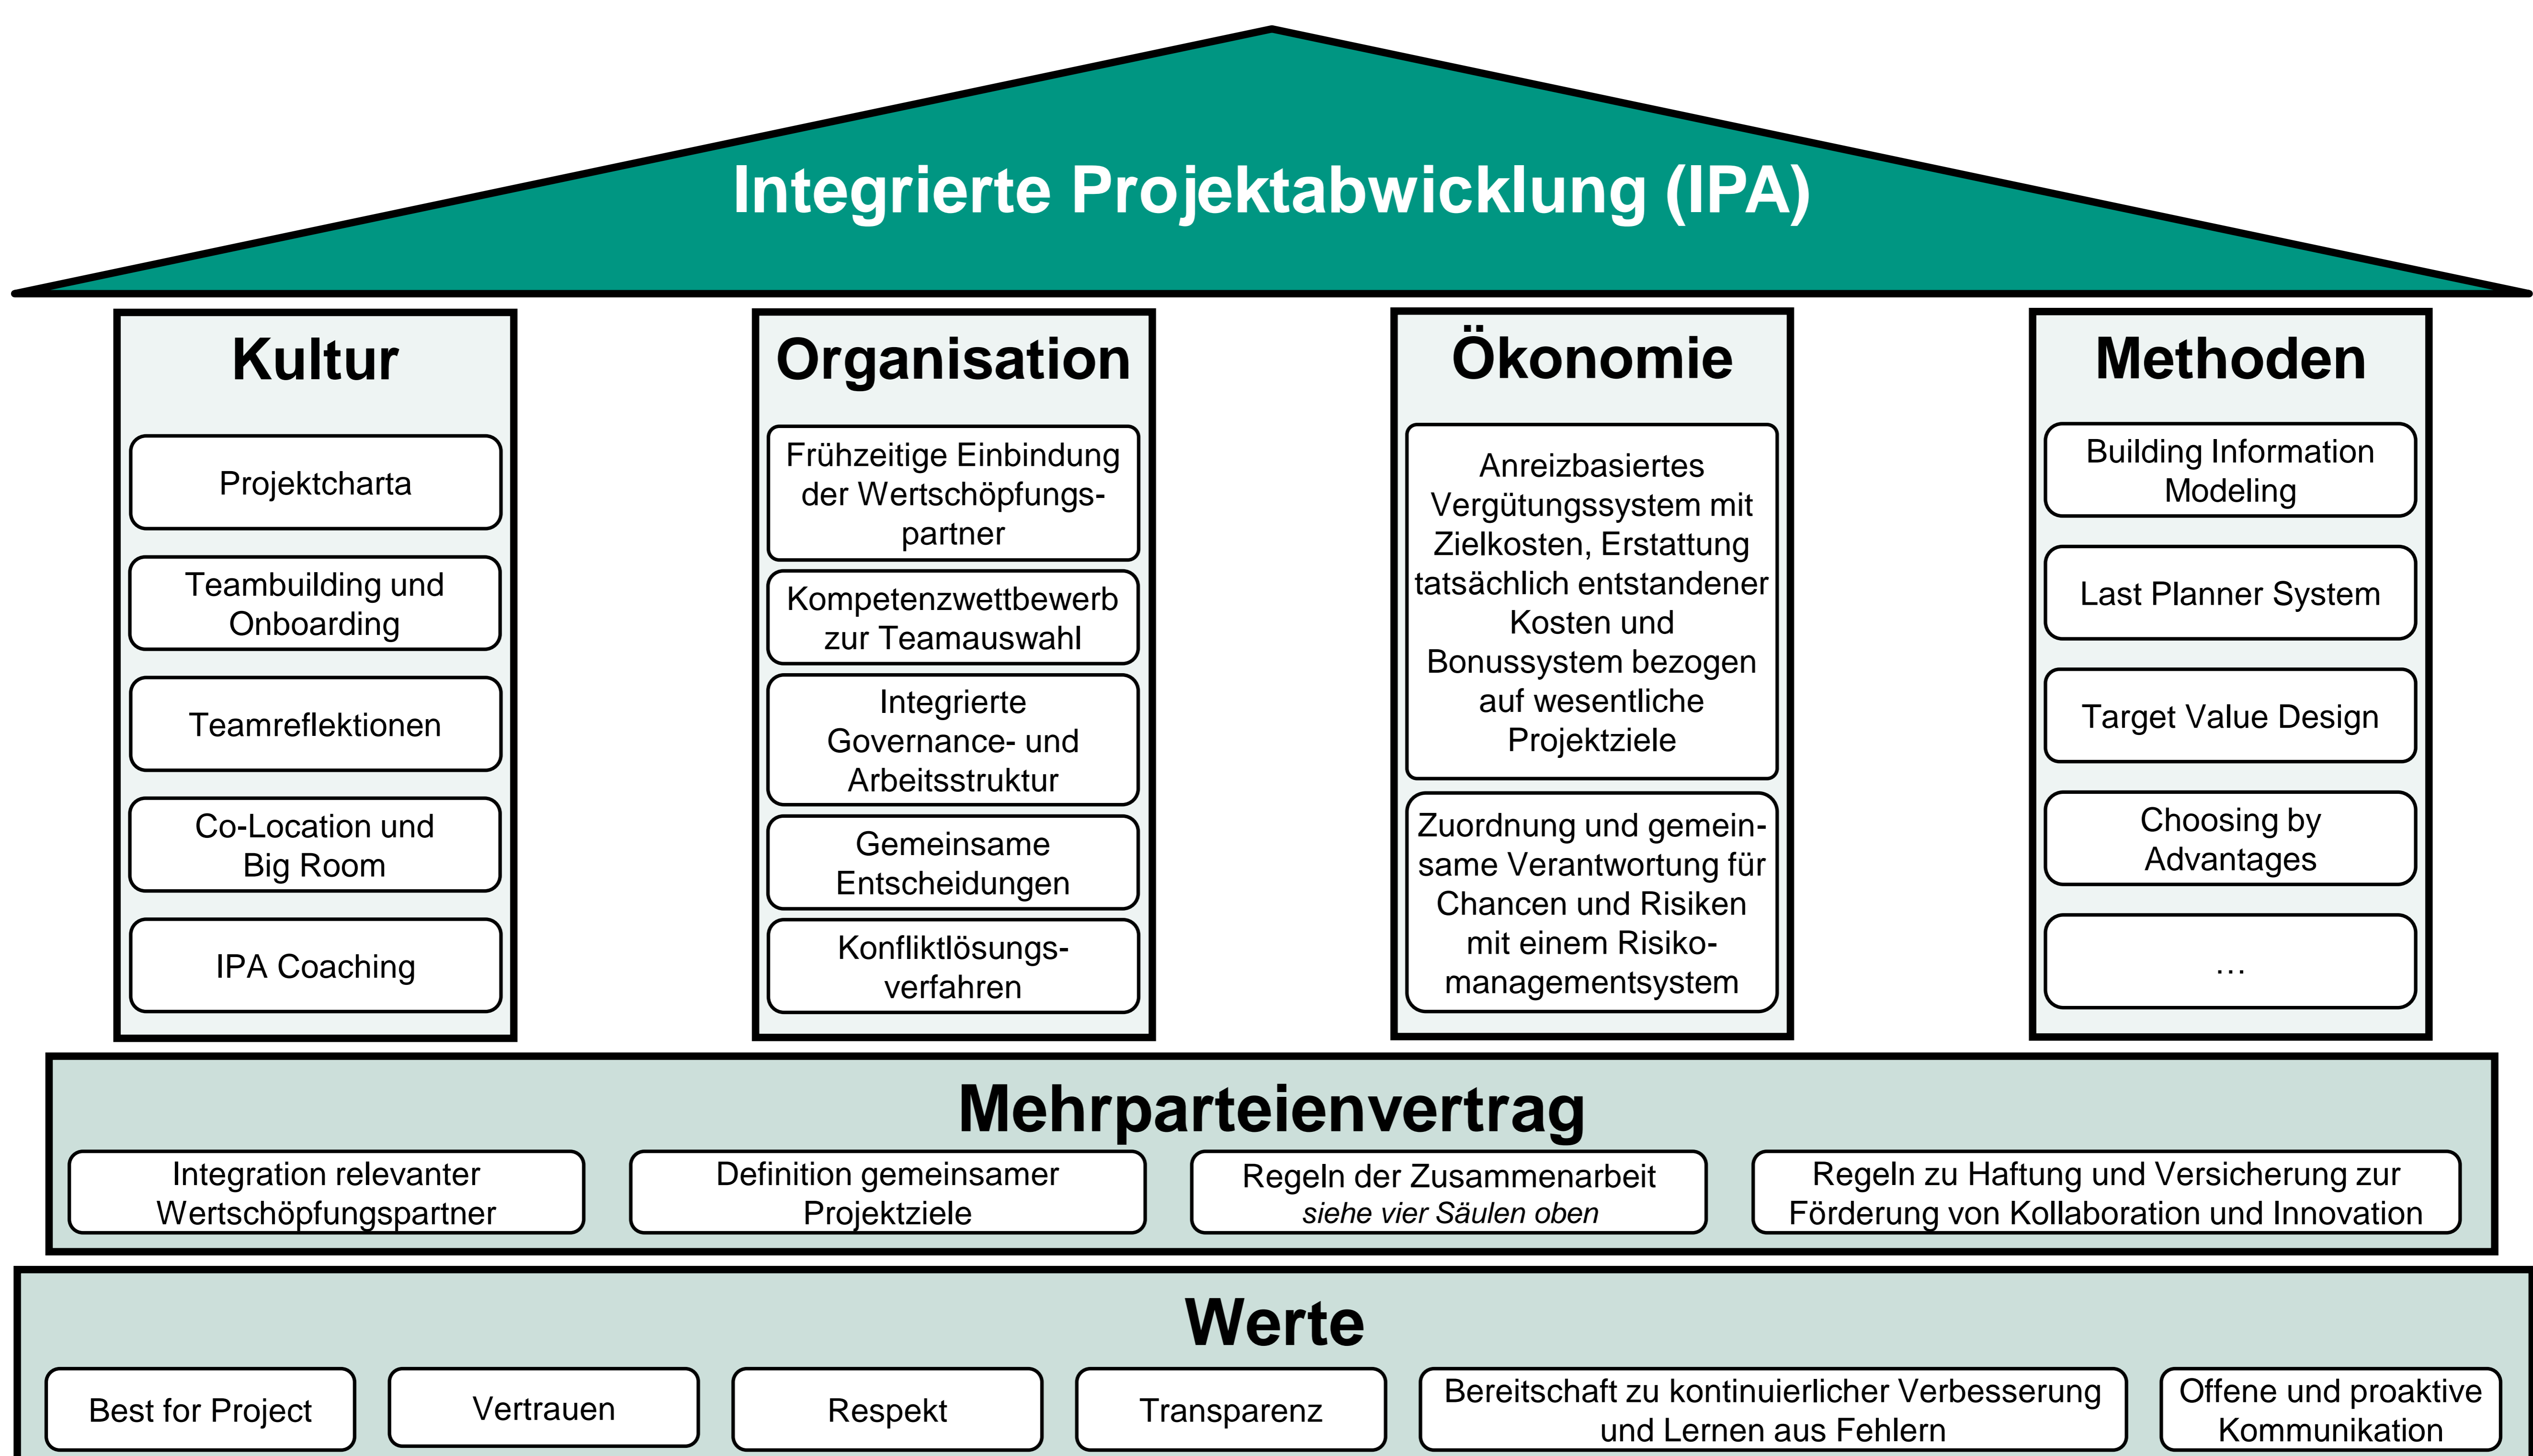 Integrierte Projektabwicklung (IPA)
Kultur
Projektcharta
Teambuilding und
Onboarding
Teamreflektionen
Co-Location und
Big Room
IPA Coaching
Organisation
Frühzeitige Einbindung
der Wertschöpfungs-
partner
Kompetenzwettbewerb
zur Teamauswahl
Integrierte
Governance- und
Arbeitsstruktur
Gemeinsame
Entscheidungen
Konfliktlösungs-
verfahren
Ökonomie
Anreizbasiertes
Vergütungssystem mit
Zielkosten, Erstattung
tatsächlich entstandener
Kosten und
Bonussystem bezogen
auf wesentliche
Projektziele
Zuordnung und gemein-
same Verantwortung für
Chancen und Risiken
mit einem Risiko-
managementsystem
Methoden
Building Information
Modeling
Last Planner System
Target Value Design
Choosing by
Advantages
…
Mehrparteienvertrag
Integration relevanter
Wertschöpfungspartner
Definition gemeinsamer
Projektziele
Regeln der Zusammenarbeit
siehe vier Säulen oben
Regeln zu Haftung und Versicherung zur
Förderung von Kollaboration und Innovation
Werte
Best for Project
Vertrauen
Respekt
Transparenz
Bereitschaft zu kontinuierlicher Verbesserung
und Lernen aus Fehlern
Offene und proaktive
Kommunikation